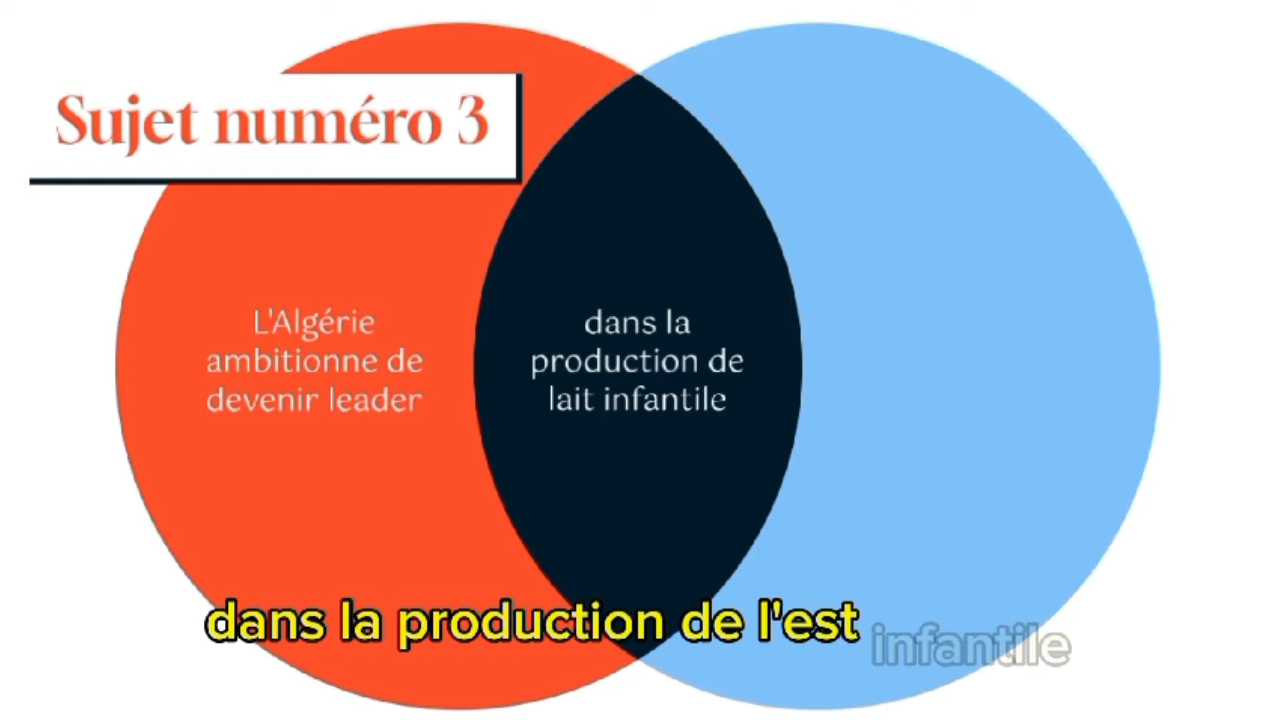 Sujet numéro 3
L'Algérie
ambitionne de
devenir leader
dans la
production de
lait infantile
dans la production de l'est infantile